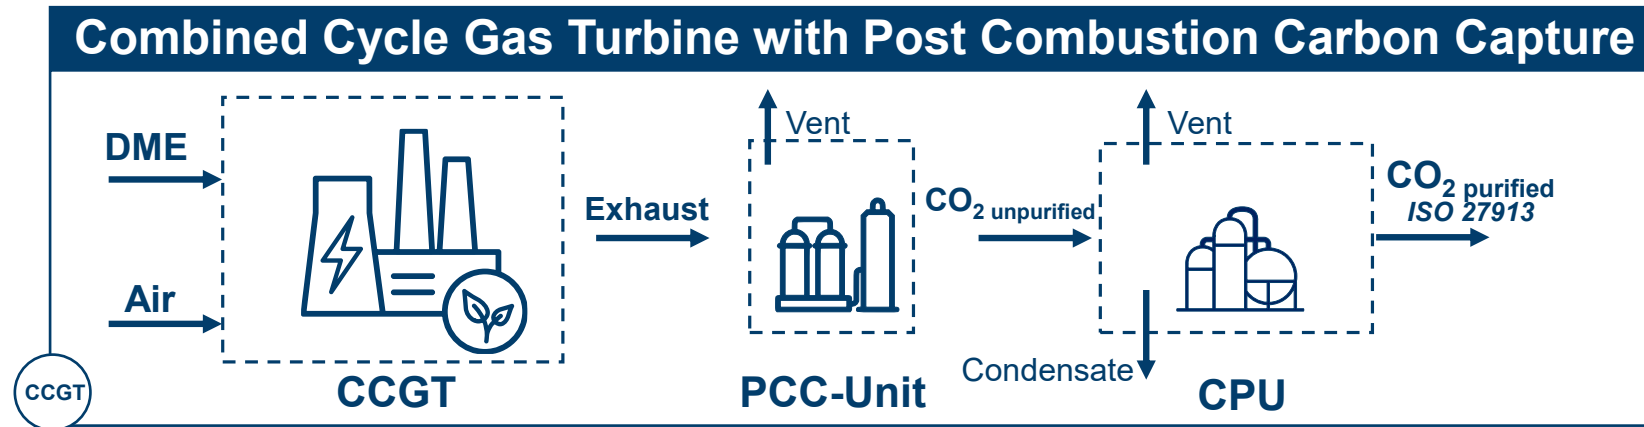 Combined Cycle Gas Turbine with Post Combustion Carbon Capture
DME
Air
CCGT
Exhaust
Vent
PCC-Unit
CO2 unpurified
Vent
Condensate
CPU
CO2 purified
ISO 27913
CCGT